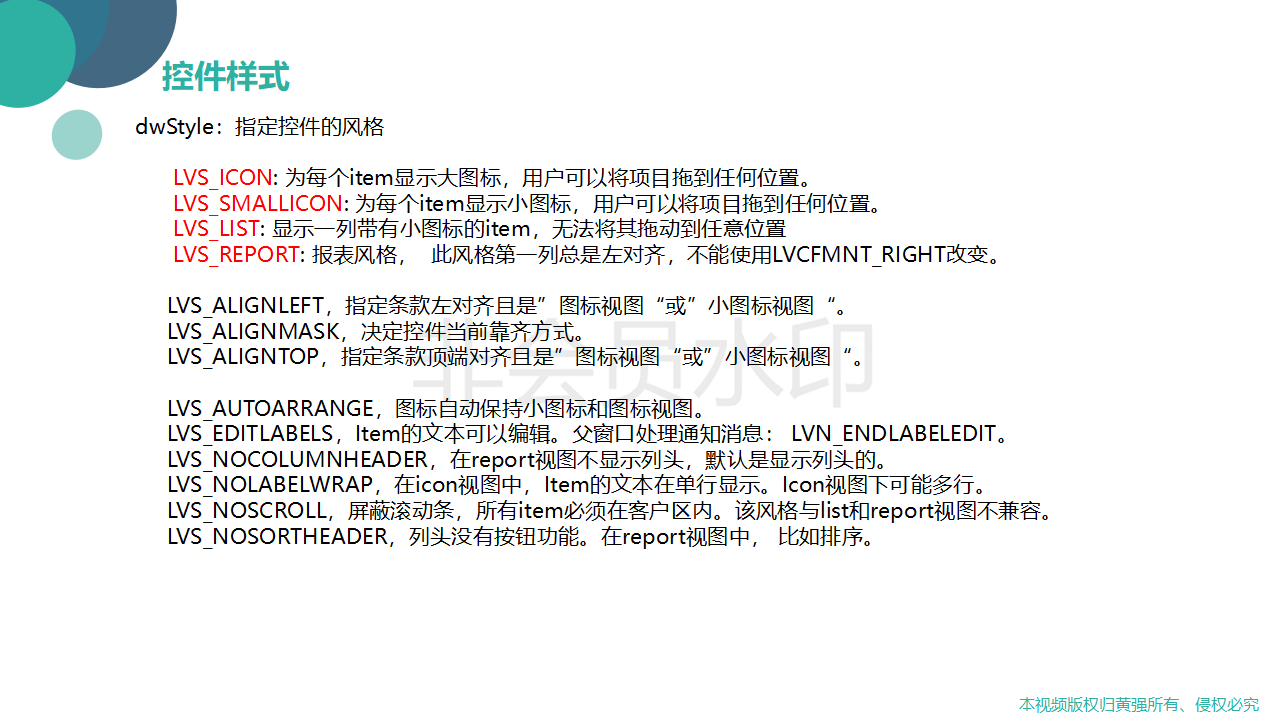 控件样式
dwStyle：指定控件的风格
LVS_ICON: 为每个item显示大图标，用户可以将项目拖到任何位置。
LVS_SMALLICON: 为每个item显示小图标，用户可以将项目拖到任何位置。
LVS_LIST: 显示一列带有小图标的item，无法将其拖动到任意位置
LVS_REPORT: 报表风格， 此风格第一列总是左对齐，不能使用LVCFMNT_RIGHT改变。
LVS_ALIGNLEFT，指定条款左对齐且是”图标视图“或”小图标视图“。
LVS_ALIGNMASK，决定控件当前靠齐方式。
LVS_ALIGNTOP，指定条款顶端对齐且是”图标视图“或”小图标视图“。
非会员水印
LVS_AUTOARRANGE，图标自动保持小图标和图标视图。
LVS_EDITLABELS，Item的文本可以编辑。父窗口处理通知消息： LVN_ENDLABELEDIT。
LVS_NOCOLUMNHEADER，在report视图不显示列头，默认是显示列头的。
LVS_NOLABELWRAP，在icon视图中，Item的文本在单行显示。Icon视图下可能多行。
LVS_NOSCROLL，屏蔽滚动条，所有item必须在客户区内。该风格与list和report视图不兼容。
LVS_NOSORTHEADER，列头没有按钮功能。在report视图中， 比如排序。
本视频版权归黄强所有、侵权必究